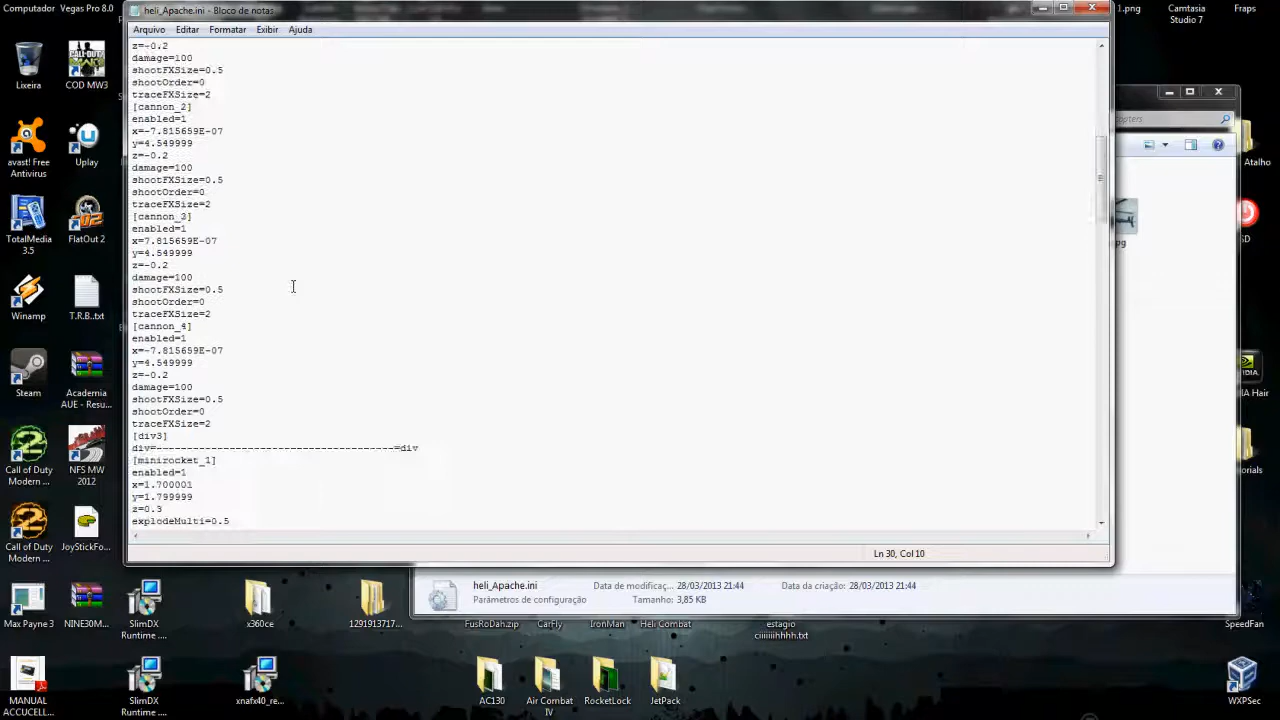 Computador
Vegas Pro 8.0
heli_Apache.ini - Bloco de notas
1.png
Camtasia
Studio 7
Fraps
Arquivo
Editar
Formatar
Exibir
Ajuda
z=-0.2
damage=100
shootFXSize=0.5
shootOrder=0
traceFXSize=2
[cannon_2]
enabled=1
x=-7.815659E-07
y=4.549999
z=-0.2
damage=100
shootFXSize=0.5
shootOrder=0
traceFXSize=2
[cannon_3]
enabled=1
x=7.815659E-07
y=4.549999
z=-0.2
damage=100
shootFXSize=0.5
shootOrder=0
traceFXSize=2
[cannon_4]
enabled=1
x=-7.815659E-07
y=4.549999
z=-0.2
damage=100
shootFXSize=0.5
shootOrder=0
traceFXSize=2
[div3]
div=----------------------------------------=div
[minirocket_1]
enabled=1
x=1.700001
y=1.799999
z=0.3
explodeMulti=0.5
Ln 30, Col 10
Lixeira
COD MW3
avast! Free
Antivirus
Uplay
TotalMedia
3.5
FlatOut 2
Winamp
T.R.B..txt
Steam
Academia
AUE - Resu...
Call of Duty
Modern ...
NFS MW
2012
Call of Duty
Modern ...
JoyStickFo...
Max Payne 3
NINE30M...
SlimDX
Runtime ....
x360ce
1291913717...
MANUAL
ACCUCELL...
SlimDX
Runtime ....
xnafx40_re...
heli_Apache.ini
Data de modificaç...
28/03/2013 21:44
Data da criação:
28/03/2013 21:44
Parâmetros de configuração
Tamanho:
3,85 KB
FusRoDah.zip
CarFly
IronMan
Heli Combat
estagio
ciiiiiihhhh.txt
SpeedFan
AC130
Air Combat
IV
RocketLock
JetPack
WXPSec
Atalho